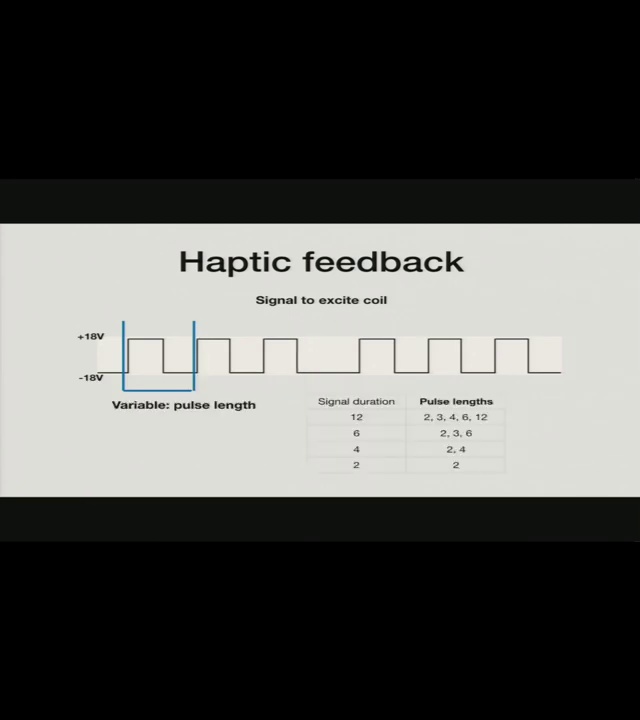 Haptic feedback
Signal to excite coil
+18V
-18V
Variable: pulse length
Signal duration Pulse lengths
12 2, 3, 4, 6, 12
6 2, 3, 6
4 2, 4
2 2